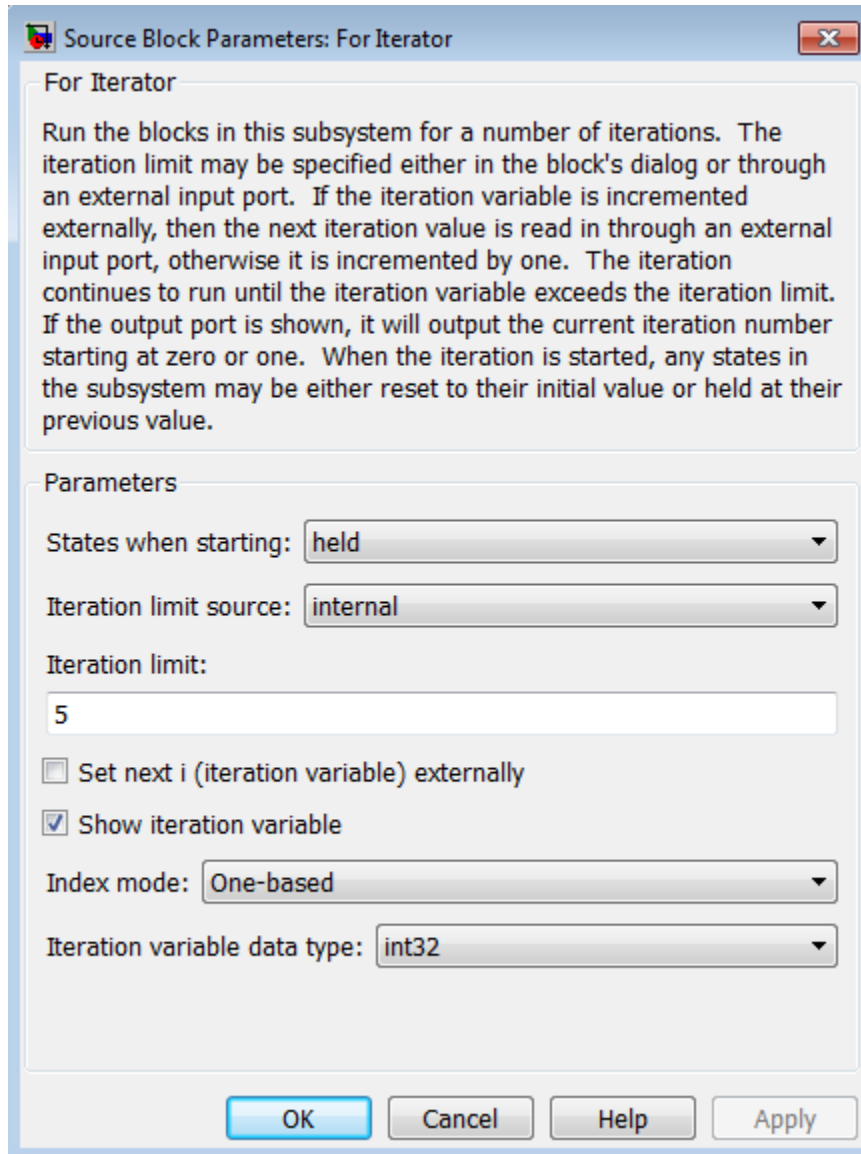 Source Block Parameters: For Iterator
For Iterator
Run the blocks in this subsystem for a number of iterations.  The
iteration limit may be specified either in the block's dialog or through
an external input port.  If the iteration variable is incremented
externally, then the next iteration value is read in through an external
input port, otherwise it is incremented by one.  The iteration
continues to run until the iteration variable exceeds the iteration limit.
If the output port is shown, it will output the current iteration number
starting at zero or one.  When the iteration is started, any states in
the subsystem may be either reset to their initial value or held at their
previous value.
Parameters
States when starting: held
Iteration limit source: internal
Iteration limit:
5
Set next i (iteration variable) externally
Show iteration variable
Index mode: One-based
Iteration variable data type: int32
OK Cancel Help Apply